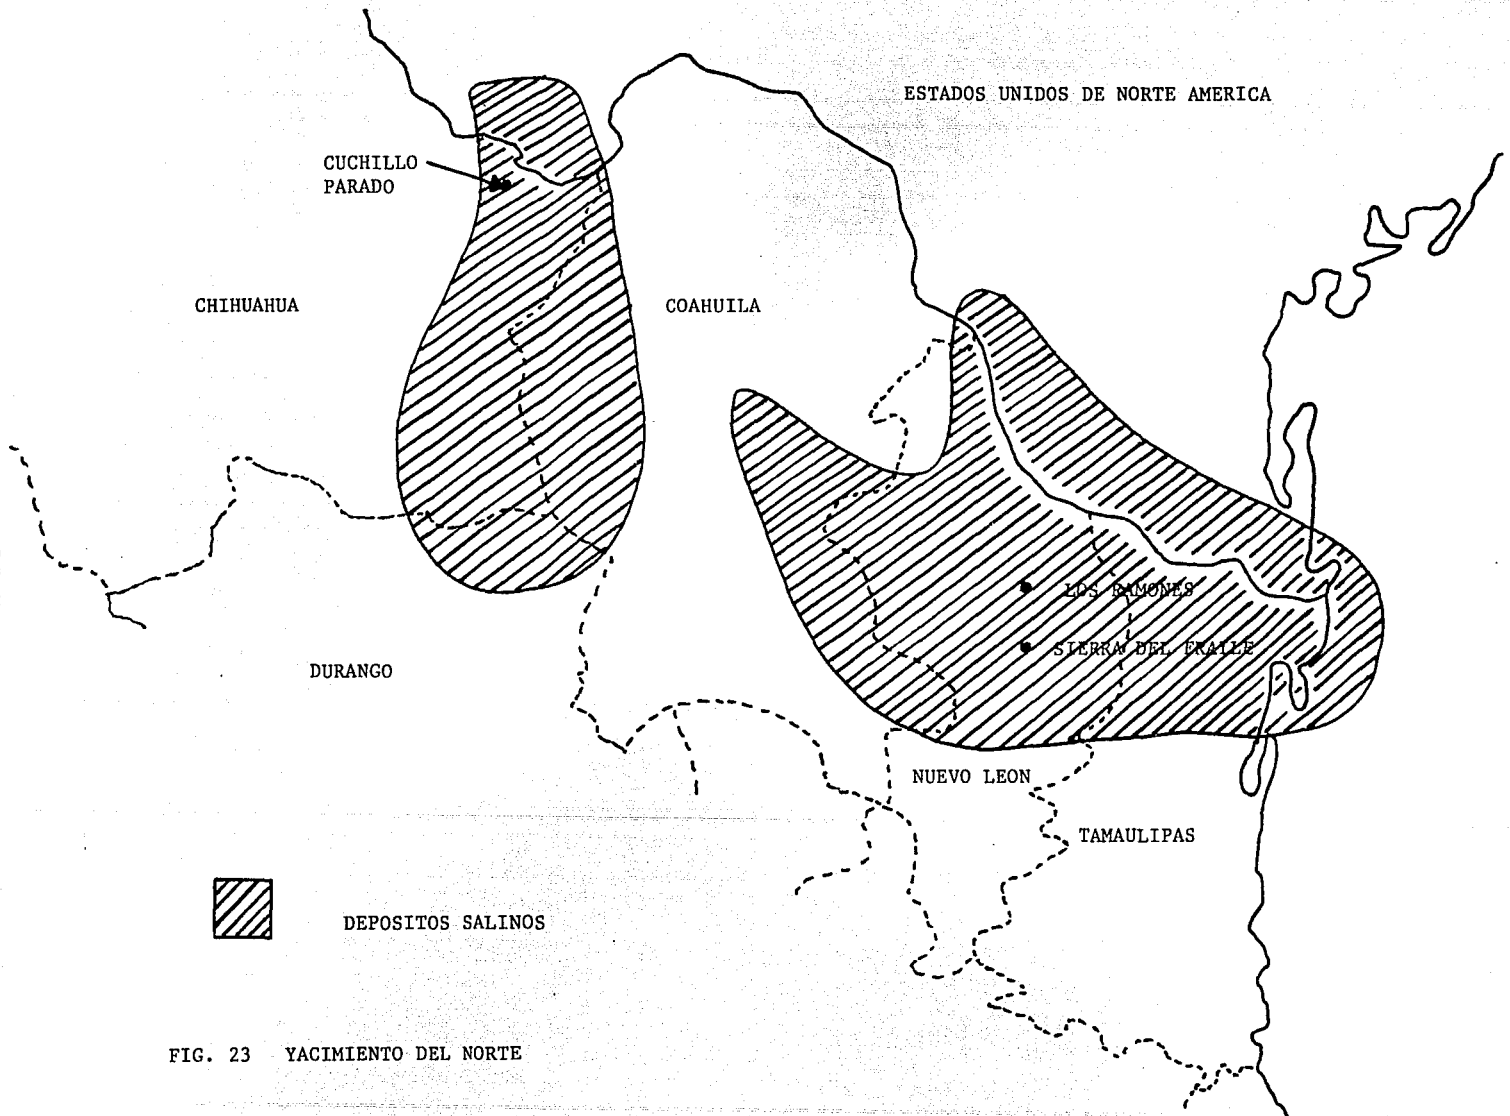 ESTADOS UNIDOS DE NORTE AMERICA
CUCHILLO
PARADO
CHIHUAHUA
COAHUILA
LOS RAMONES
SIERRA DEL FRAILE
DURANGO
NUEVO LEON
TAMAULIPAS
DEPOSITOS SALINOS
FIG. 23 YACIMIENTO DEL NORTE